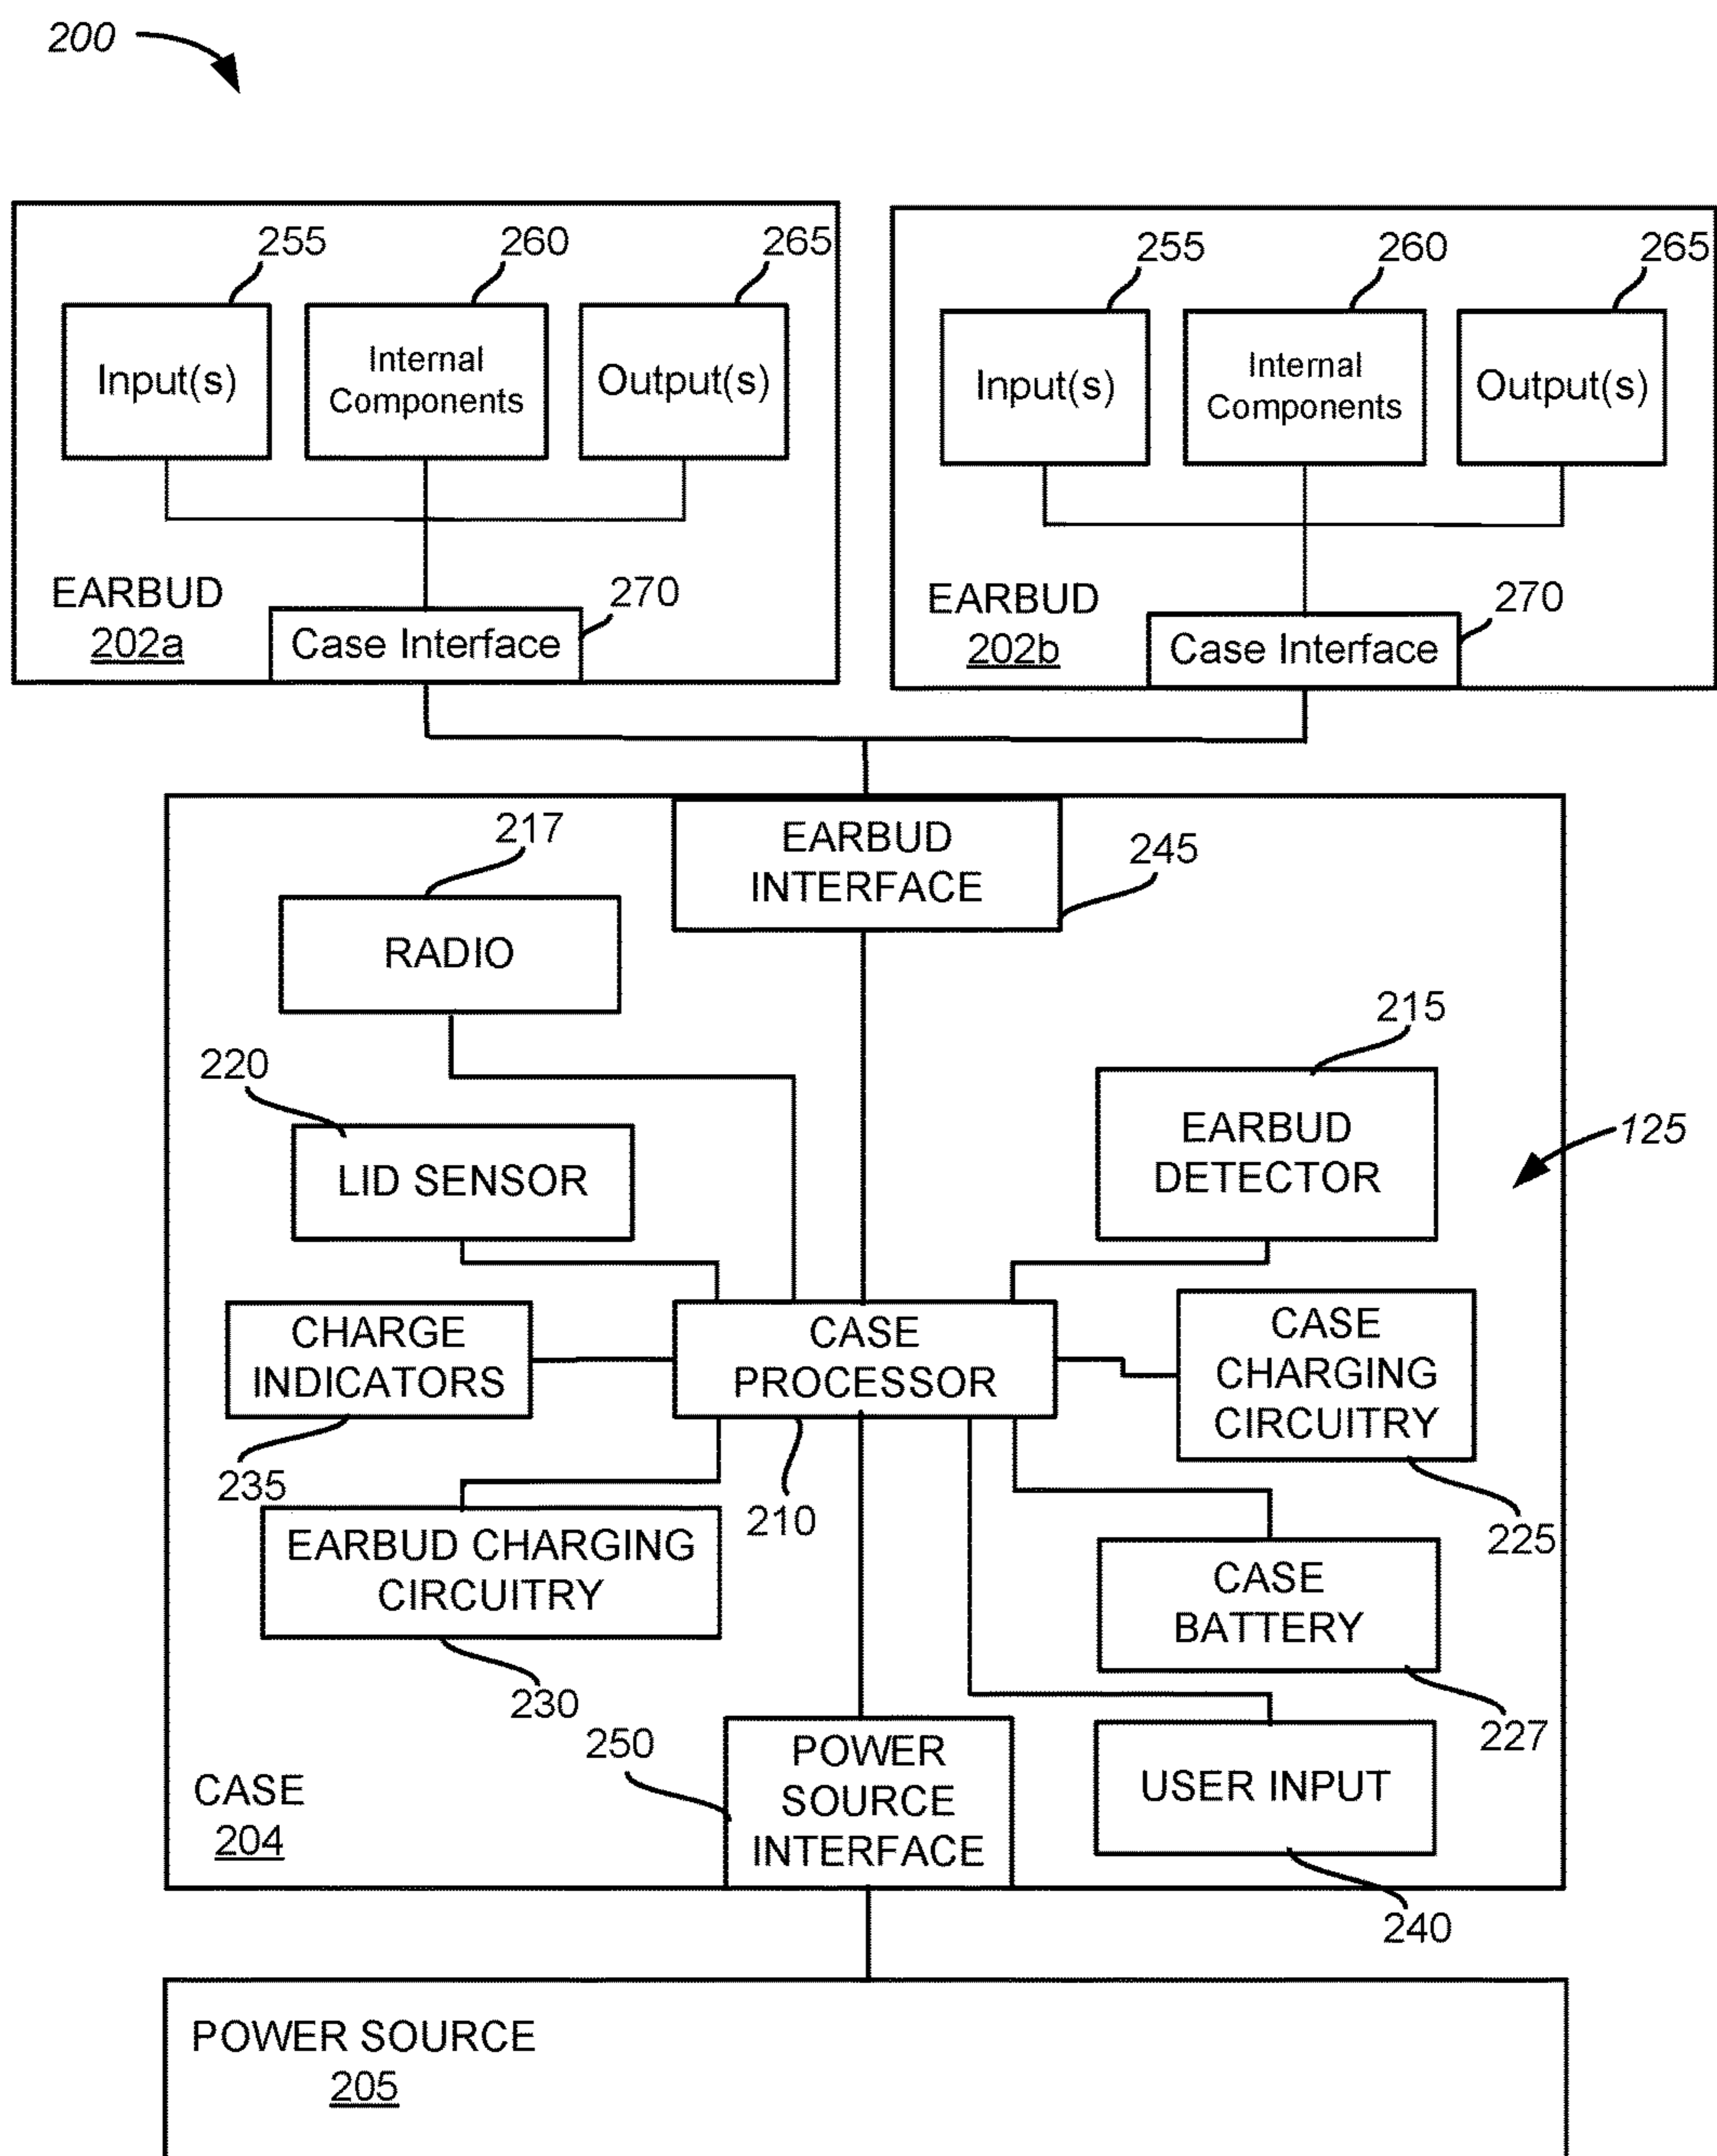 200
255
260
265
Input(s)
Internal
Components
Output(s)
EARBUD
202a
270
Case Interface
255
260
265
Input(s)
Internal
Components
Output(s)
EARBUD
202b
270
Case Interface
217
EARBUD
INTERFACE
245
RADIO
215
220
EARBUD
DETECTOR
125
LID SENSOR
CHARGE
INDICATORS
CASE
PROCESSOR
CASE
CHARGING
CIRCUITRY
235
210
225
EARBUD CHARGING
CIRCUITRY
CASE
BATTERY
230
227
250
POWER
SOURCE
INTERFACE
USER INPUT
CASE
204
240
POWER SOURCE
205